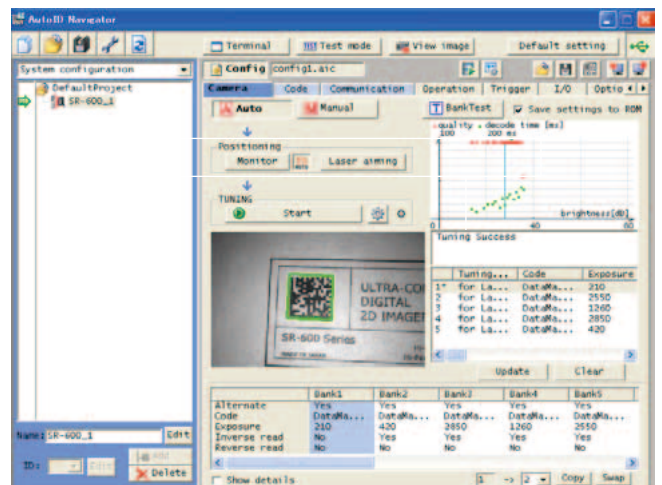 AutoID Navigator
Terminal
TEST Test mode
View image
Default setting
System configuration
DefaultProject
SR-600_1
Config config1.aic
Camera Code Communication Operation Trigger I/O Optio
Auto
Manual
T BankTest
Save settings to ROM
Positioning
Monitor
AUTO
Laser aiming
TUNING
Start
quality decode time [ms]
100 200 ms
brightness[dB]
40 60
Tuning Success
ULTRA-CO
DIGITAL
2D IMAGE
SR-600 Series
Tuning... Code Exposure
1* for La... DataMa... 210
2 for La... DataMa... 2550
3 for La... DataMa... 1260
4 for La... DataMa... 2850
5 for La... DataMa... 420
Update Clear
Bank1 Bank2 Bank3 Bank4 Bank5
Alternate Yes Yes Yes Yes Yes
Code DataMa... DataMa... DataMa... DataMa... DataMa...
Exposure 210 420 2850 1260 2550
Inverse read No Yes Yes Yes Yes
Reverse read No No No No No
Name: SR-600_1 Edit
ID: Edit
Add
Delete
Show details
1 -> 2 Copy Swap